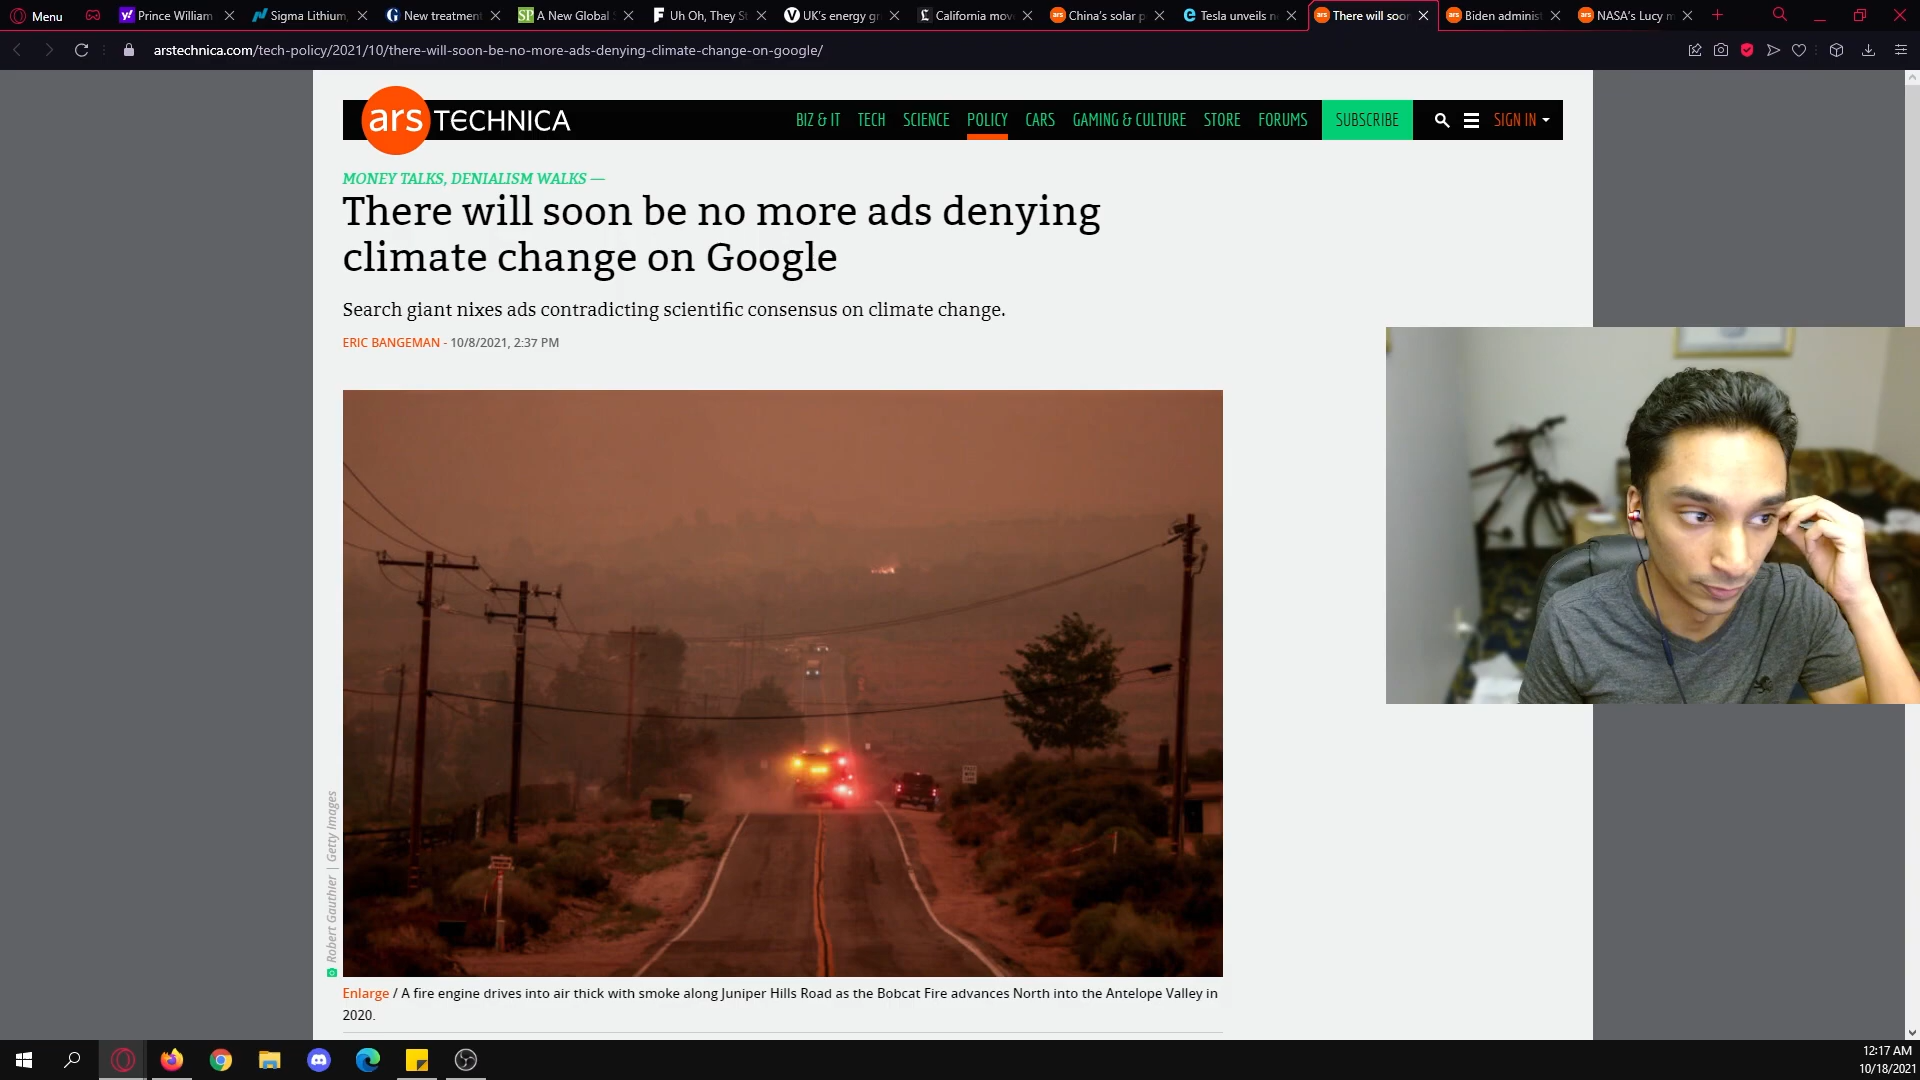 Menu
Prince William
Sigma Lithium,
New treatment
A New Global
Uh Oh, They S
UK's energy g
California mov
China's solar p
Tesla unveils n
There will soon
Biden administ
NASA's Lucy m
arstechnica.com/tech-policy/2021/10/there-will-soon-be-no-more-ads-denying-climate-change-on-google/
ars TECHNICA
BIZ & IT TECH SCIENCE POLICY CARS GAMING & CULTURE STORE FORUMS SUBSCRIBE SIGN IN
MONEY TALKS, DENIALISM WALKS —
There will soon be no more ads denying
climate change on Google
Search giant nixes ads contradicting scientific consensus on climate change.
ERIC BANGEMAN - 10/8/2021, 2:37 PM
Robert Gauthier | Getty Images
Enlarge / A fire engine drives into air thick with smoke along Juniper Hills Road as the Bobcat Fire advances North into the Antelope Valley in
2020.
12:17 AM
10/18/2021